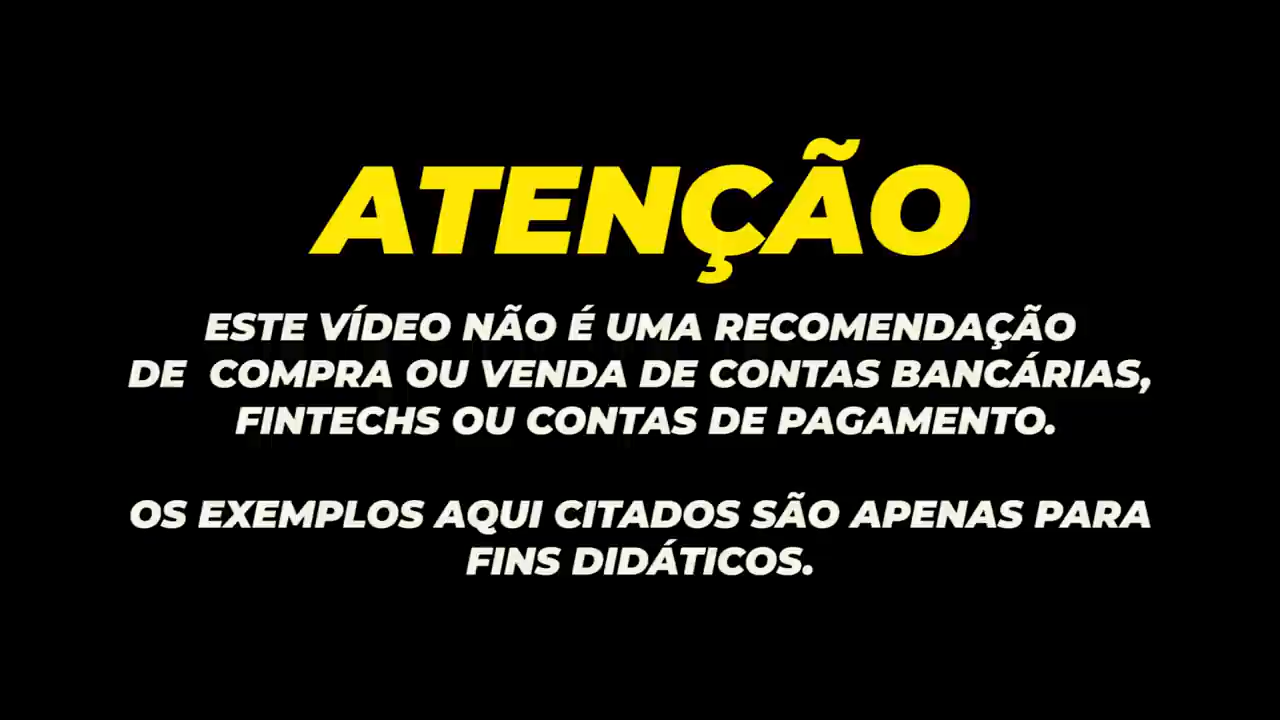 ATENÇÃO
ESTE VÍDEO NÃO É UMA RECOMENDAÇÃO
DE COMPRA OU VENDA DE CONTAS BANCÁRIAS,
FINTECHS OU CONTAS DE PAGAMENTO.
OS EXEMPLOS AQUI CITADOS SÃO APENAS PARA
FINS DIDÁTICOS.